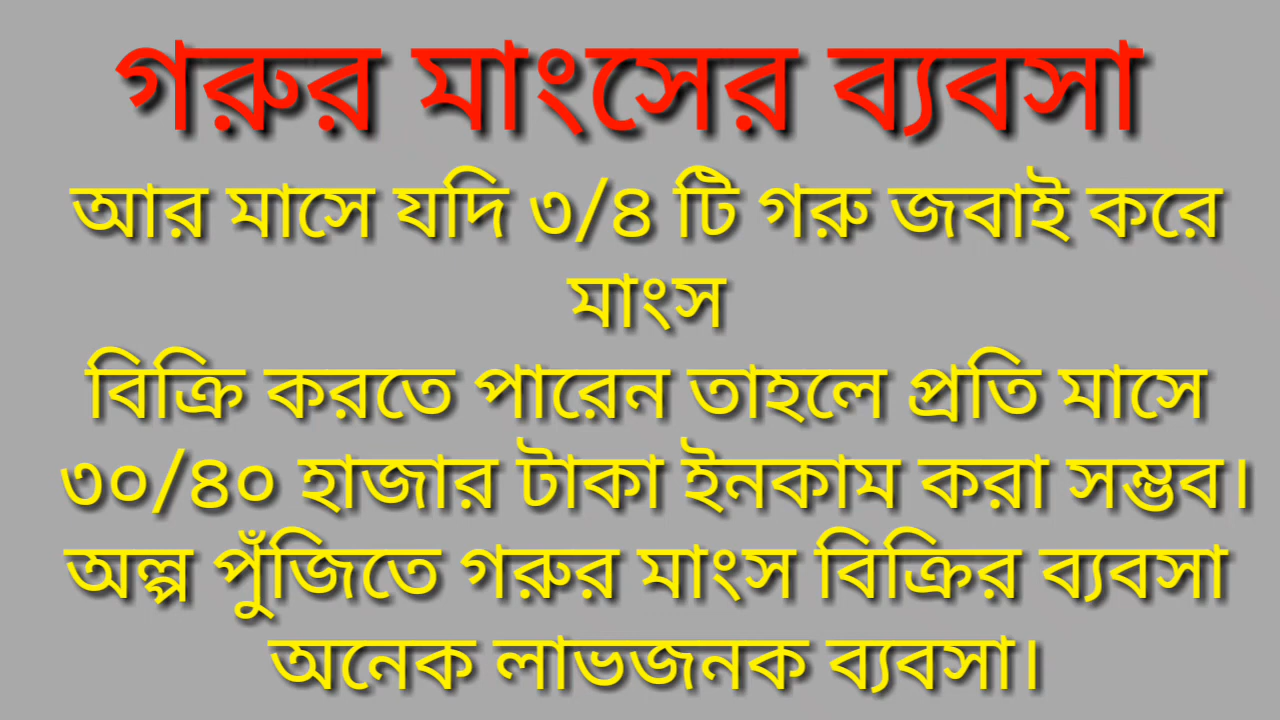 গরুর মাংসের ব্যবসা
আর মাসে যদি ৩/৪ টি গরু জবাই করে
মাংস
বিক্রি করতে পারেন তাহলে প্রতি মাসে
৩০/৪০ হাজার টাকা ইনকাম করা সম্ভব।
অল্প পুঁজিতে গরুর মাংস বিক্রির ব্যবসা
অনেক লাভজনক ব্যবসা।